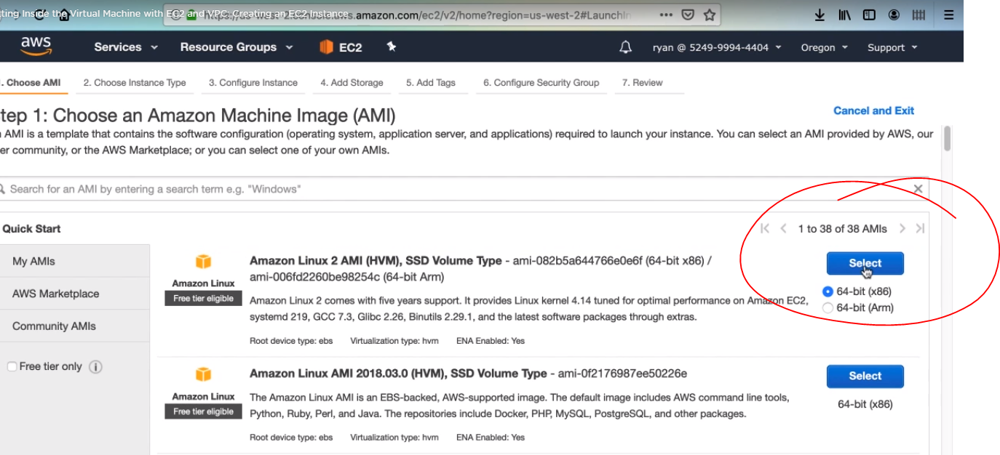 ting Inside the Virtual Machine with EC2 and VPC: Creating an EC2 Instance
.amazon.com/ec2/v2/home?region=us-west-2#LaunchIn
aws Services Resource Groups EC2 ryan @ 5249-9994-4404 Oregon Support
. Choose AMI 2. Choose Instance Type 3. Configure Instance 4. Add Storage 5. Add Tags 6. Configure Security Group 7. Review
tep 1: Choose an Amazon Machine Image (AMI) Cancel and Exit
AMI is a template that contains the software configuration (operating system, application server, and applications) required to launch your instance. You can select an AMI provided by AWS, our
er community, or the AWS Marketplace; or you can select one of your own AMIs.
Search for an AMI by entering a search term e.g. "Windows"
Quick Start 1 to 38 of 38 AMIs
My AMIs
AWS Marketplace
Community AMIs
Free tier only
Amazon Linux
Free tier eligible
Amazon Linux 2 AMI (HVM), SSD Volume Type - ami-082b5a644766e0e6f (64-bit x86) /
ami-006fd2260be98254c (64-bit Arm)
Amazon Linux 2 comes with five years support. It provides Linux kernel 4.14 tuned for optimal performance on Amazon EC2,
systemd 219, GCC 7.3, Glibc 2.26, Binutils 2.29.1, and the latest software packages through extras.
Root device type: ebs Virtualization type: hvm ENA Enabled: Yes
Select
64-bit (x86)
64-bit (Arm)
Amazon Linux
Free tier eligible
Amazon Linux AMI 2018.03.0 (HVM), SSD Volume Type - ami-0f2176987ee50226e
The Amazon Linux AMI is an EBS-backed, AWS-supported image. The default image includes AWS command line tools,
Python, Ruby, Perl, and Java. The repositories include Docker, PHP, MySQL, PostgreSQL, and other packages.
Root device type: ebs Virtualization type: hvm ENA Enabled: Yes
Select
64-bit (x86)